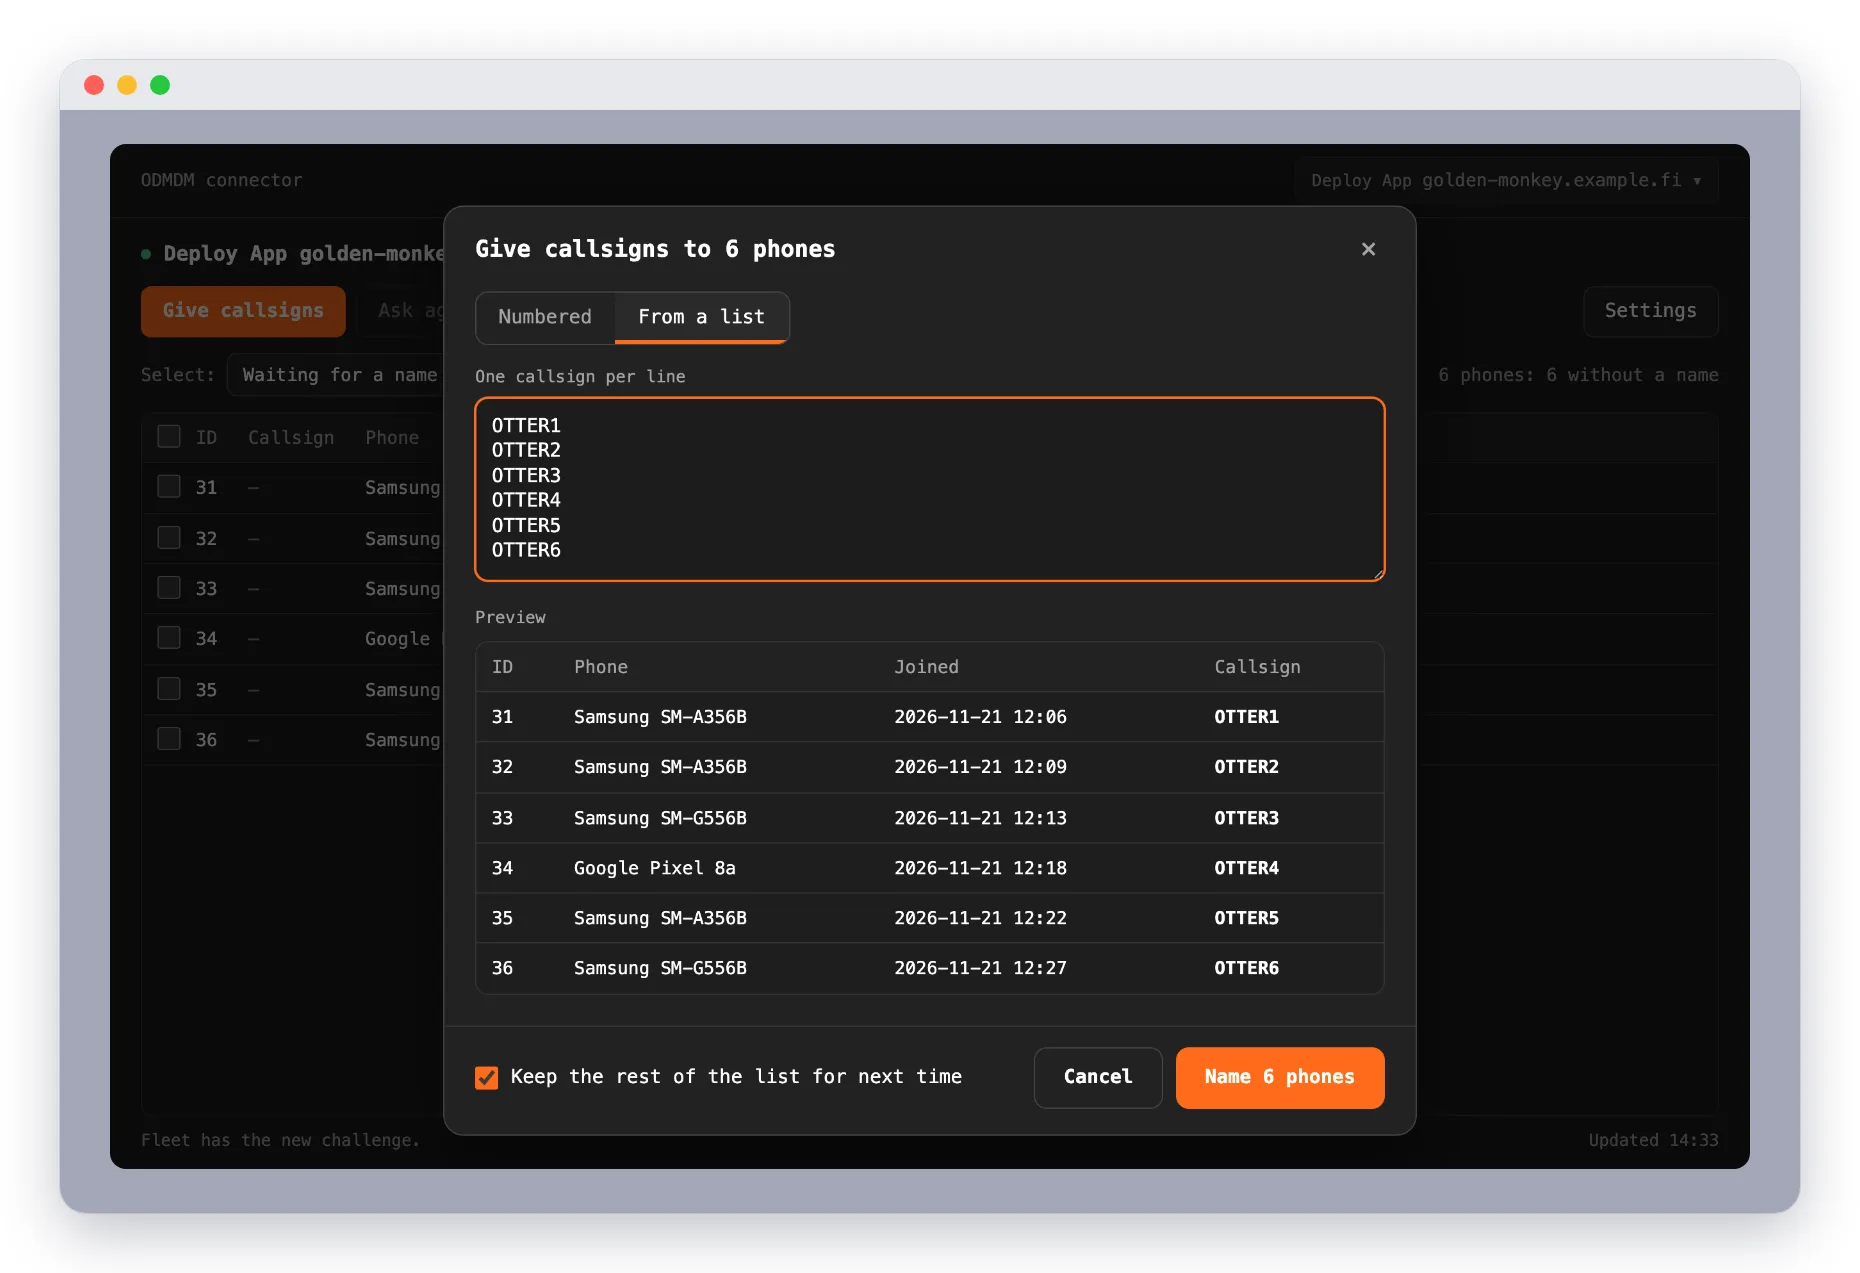 ODMDM connector
Deploy App golden-monkey.example.fi ▾
Deploy App golden-monke
Give callsigns
Ask ag
Settings
Select:
Waiting for a name
6 phones: 6 without a name
ID Callsign Phone
31 – Samsung
32 – Samsung
33 – Samsung
34 – Google
35 – Samsung
36 – Samsung
Fleet has the new challenge.
Updated 14:33
Give callsigns to 6 phones
×
Numbered
From a list
One callsign per line
OTTER1
OTTER2
OTTER3
OTTER4
OTTER5
OTTER6
Preview
ID Phone Joined Callsign
31 Samsung SM-A356B 2026-11-21 12:06 OTTER1
32 Samsung SM-A356B 2026-11-21 12:09 OTTER2
33 Samsung SM-G556B 2026-11-21 12:13 OTTER3
34 Google Pixel 8a 2026-11-21 12:18 OTTER4
35 Samsung SM-A356B 2026-11-21 12:22 OTTER5
36 Samsung SM-G556B 2026-11-21 12:27 OTTER6
Keep the rest of the list for next time
Cancel
Name 6 phones